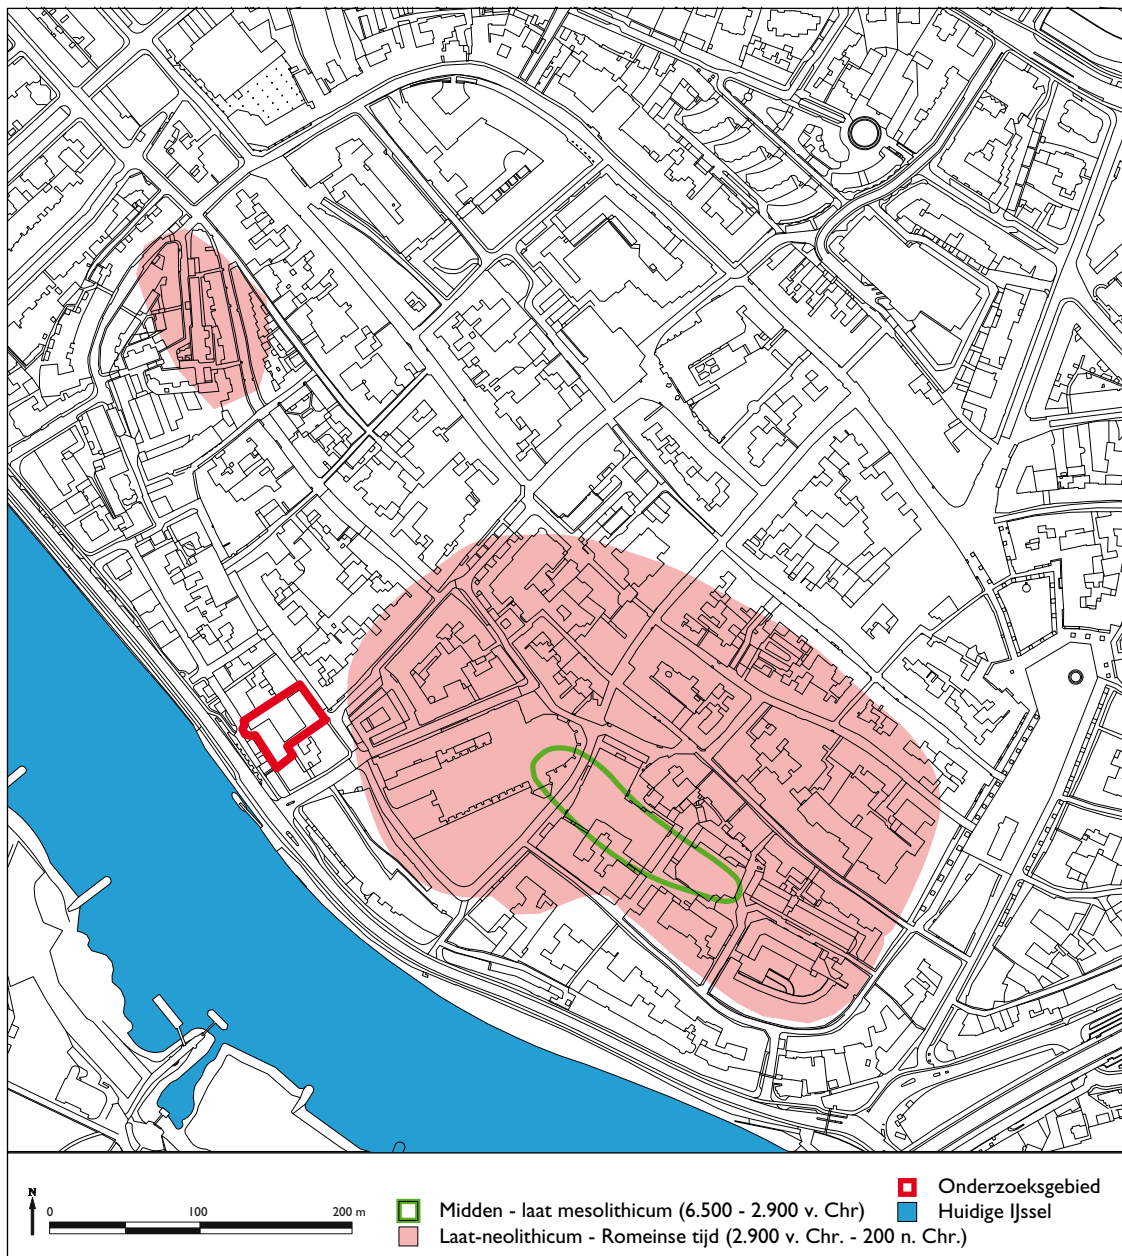 N
0 100 200 m
Midden - laat mesolithicum (6.500 - 2.900 v. Chr)
Laat-neolithicum - Romeinse tijd (2.900 v. Chr. - 200 n. Chr.)
Onderzoeksgebied
Huidige IJssel